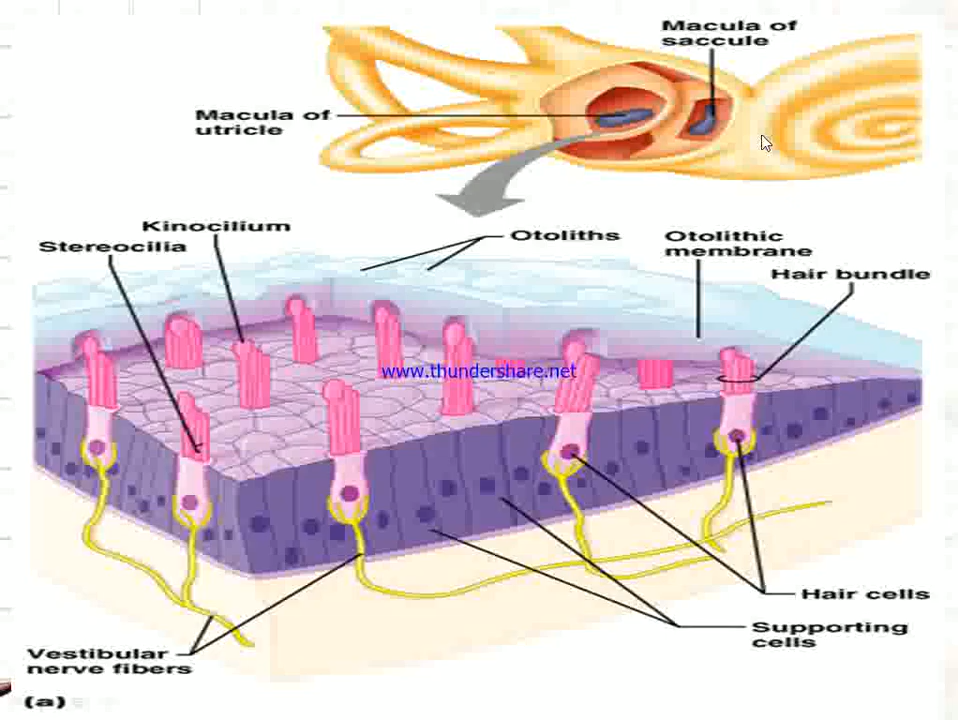 Macula of
saccule
Macula of
utricle
Kinocilium
Stereocilia
Otoliths
Otolithic
membrane
Hair bundle
www.thundershare.net
Hair cells
Supporting
cells
Vestibular
nerve fibers
(a)